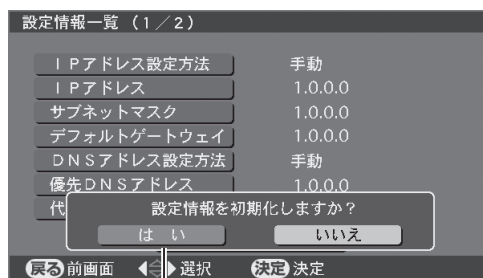 設定情報一覧（1／2）
ＩＰアドレス設定方法 手動
ＩＰアドレス 1.0.0.0
サブネットマスク 1.0.0.0
デフォルトゲートウェイ 1.0.0.0
ＤＮＳアドレス設定方法 手動
優先ＤＮＳアドレス 1.0.0.0
代
設定情報を初期化しますか？
はい いいえ
戻る 前画面 選択 決定 決定